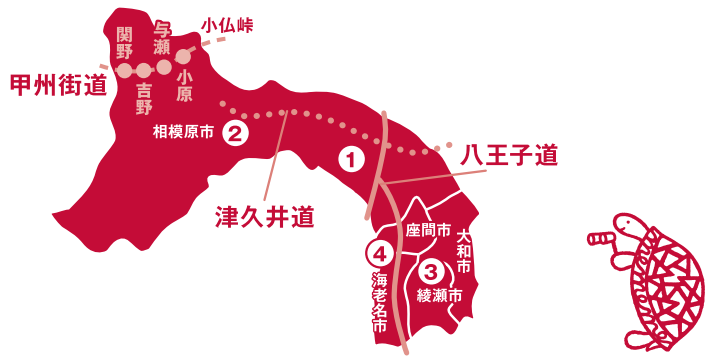 小仏峠
関野
与瀬
小原
吉野
甲州街道
相模原市
2
1
八王子道
津久井道
座間市
大和市
4
3
綾瀬市
海老名市